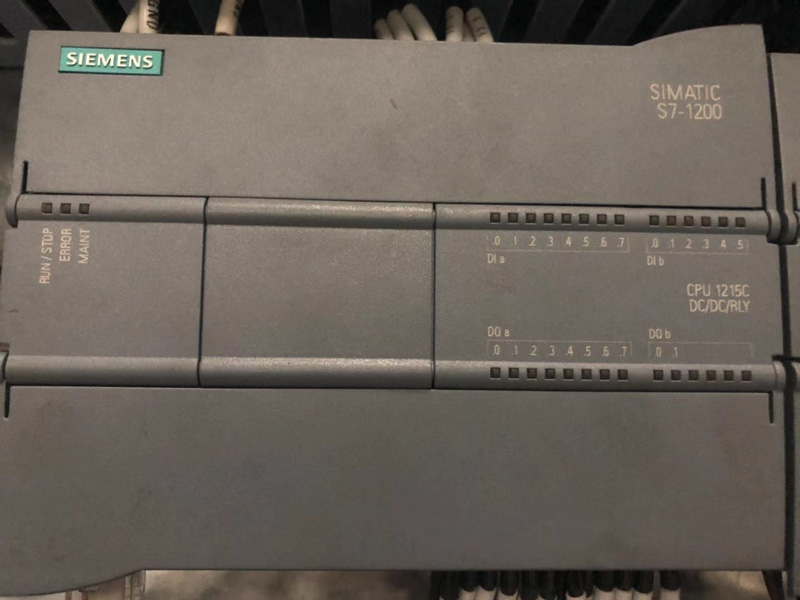 GND
SIEMENS
SIMATIC
S7-1200
RUN / STOP
ERROR
MAINT
.0 .1 .2 .3 .4 .5 .6 .7
DI a
.0 .1 .2 .3 .4 .5
DI b
CPU 1215C
DC/DC/RLY
DQ a
.0 .1 .2 .3 .4 .5 .6 .7
DQ b
.0 .1